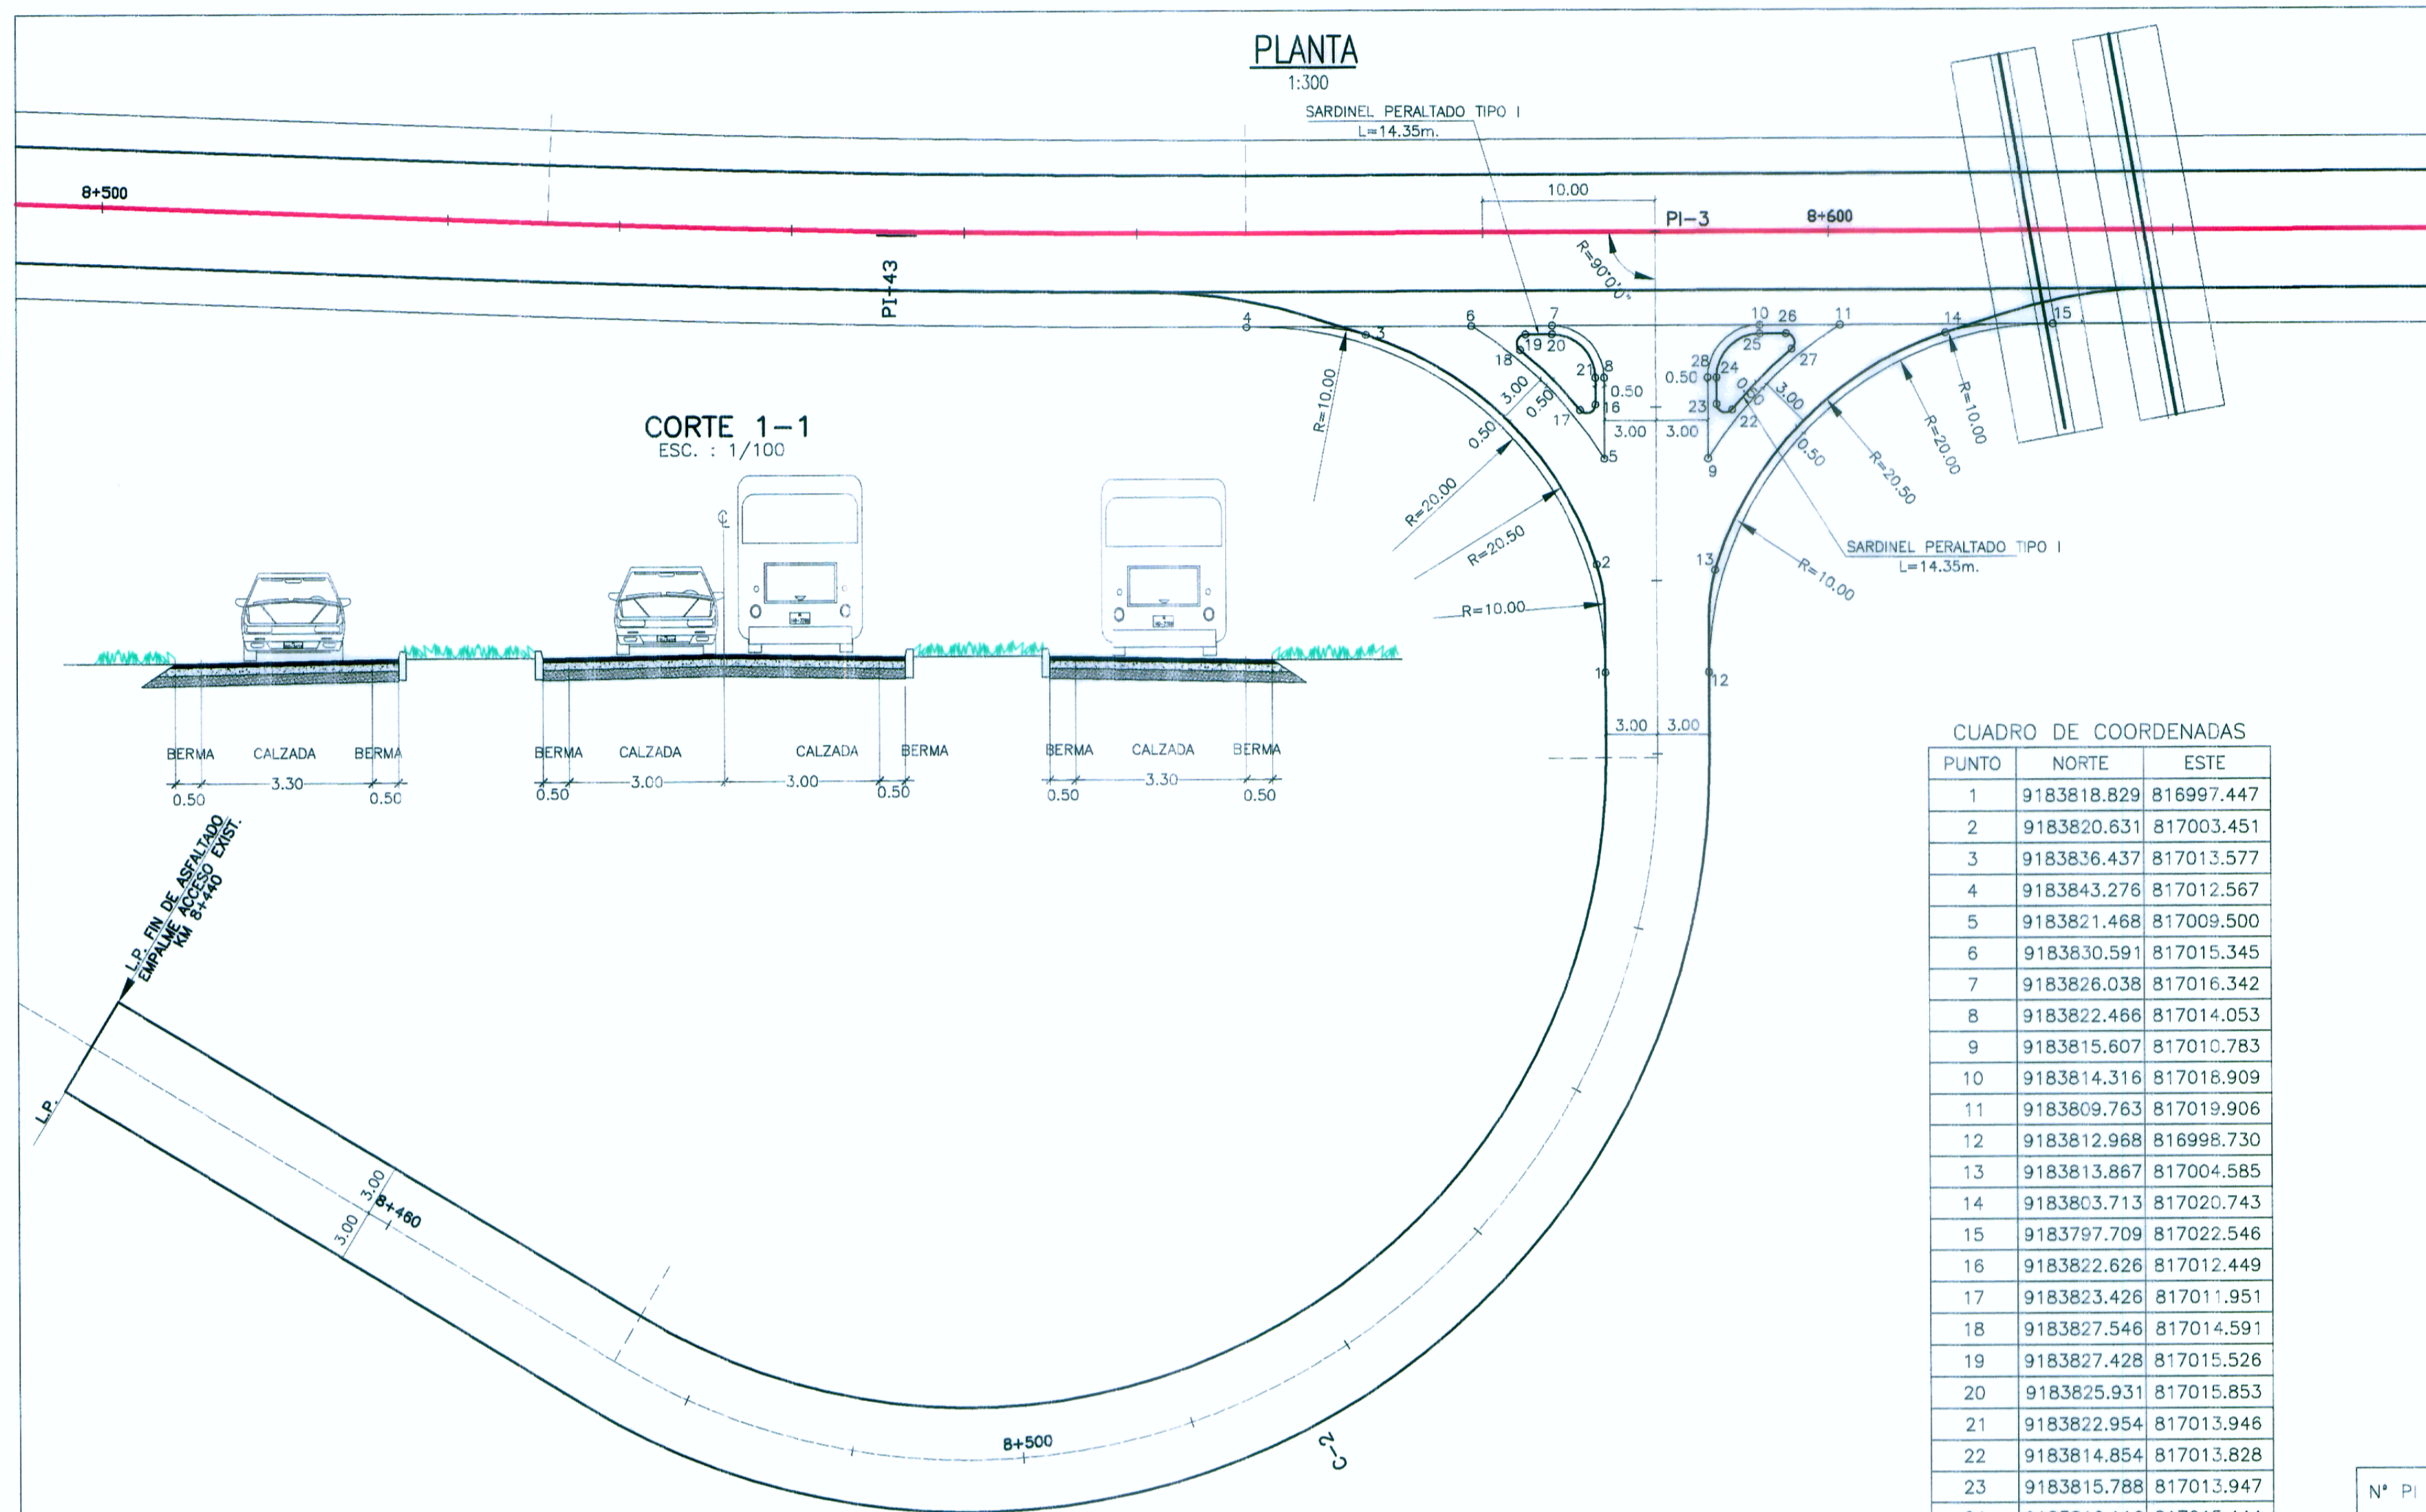 PLANTA
1:300
SARDINEL PERALTADO TIPO I
L=14.35m.
10.00
8+500
PI-3
8+600
PI-43
R=90°0'0"
4
3
6
7
10
26
11
14
15
19
20
25
18
27
21
8
28
24
0.50
0.50
3.00
0.50
17
16
23
22
0.50
3.00
3.00
3.00
0.50
0.50
5
9
R=10.00
R=20.00
R=20.50
R=10.00
R=10.00
R=20.00
R=20.50
R=10.00
2
13
1
12
SARDINEL PERALTADO TIPO I
L=14.35m.
3.00
3.00
CORTE 1-1
ESC. : 1/100
BERMA
CALZADA
BERMA
BERMA
CALZADA
CALZADA
BERMA
BERMA
CALZADA
BERMA
0.50
3.30
0.50
0.50
3.00
3.00
0.50
0.50
3.30
0.50
L.P. FIN DE ASFALTADO
EMPALME ACCESO EXIST.
KM 8+440
L.P.
3.00
3.00
8+460
8+500
C-2
CUADRO DE COORDENADAS
PUNTO NORTE ESTE
1 9183818.829 816997.447
2 9183820.631 817003.451
3 9183836.437 817013.577
4 9183843.276 817012.567
5 9183821.468 817009.500
6 9183830.591 817015.345
7 9183826.038 817016.342
8 9183822.466 817014.053
9 9183815.607 817010.783
10 9183814.316 817018.909
11 9183809.763 817019.906
12 9183812.968 816998.730
13 9183813.867 817004.585
14 9183803.713 817020.743
15 9183797.709 817022.546
16 9183822.626 817012.449
17 9183823.426 817011.951
18 9183827.546 817014.591
19 9183827.428 817015.526
20 9183825.931 817015.853
21 9183822.954 817013.946
22 9183814.854 817013.828
23 9183815.788 817013.947
N° PI